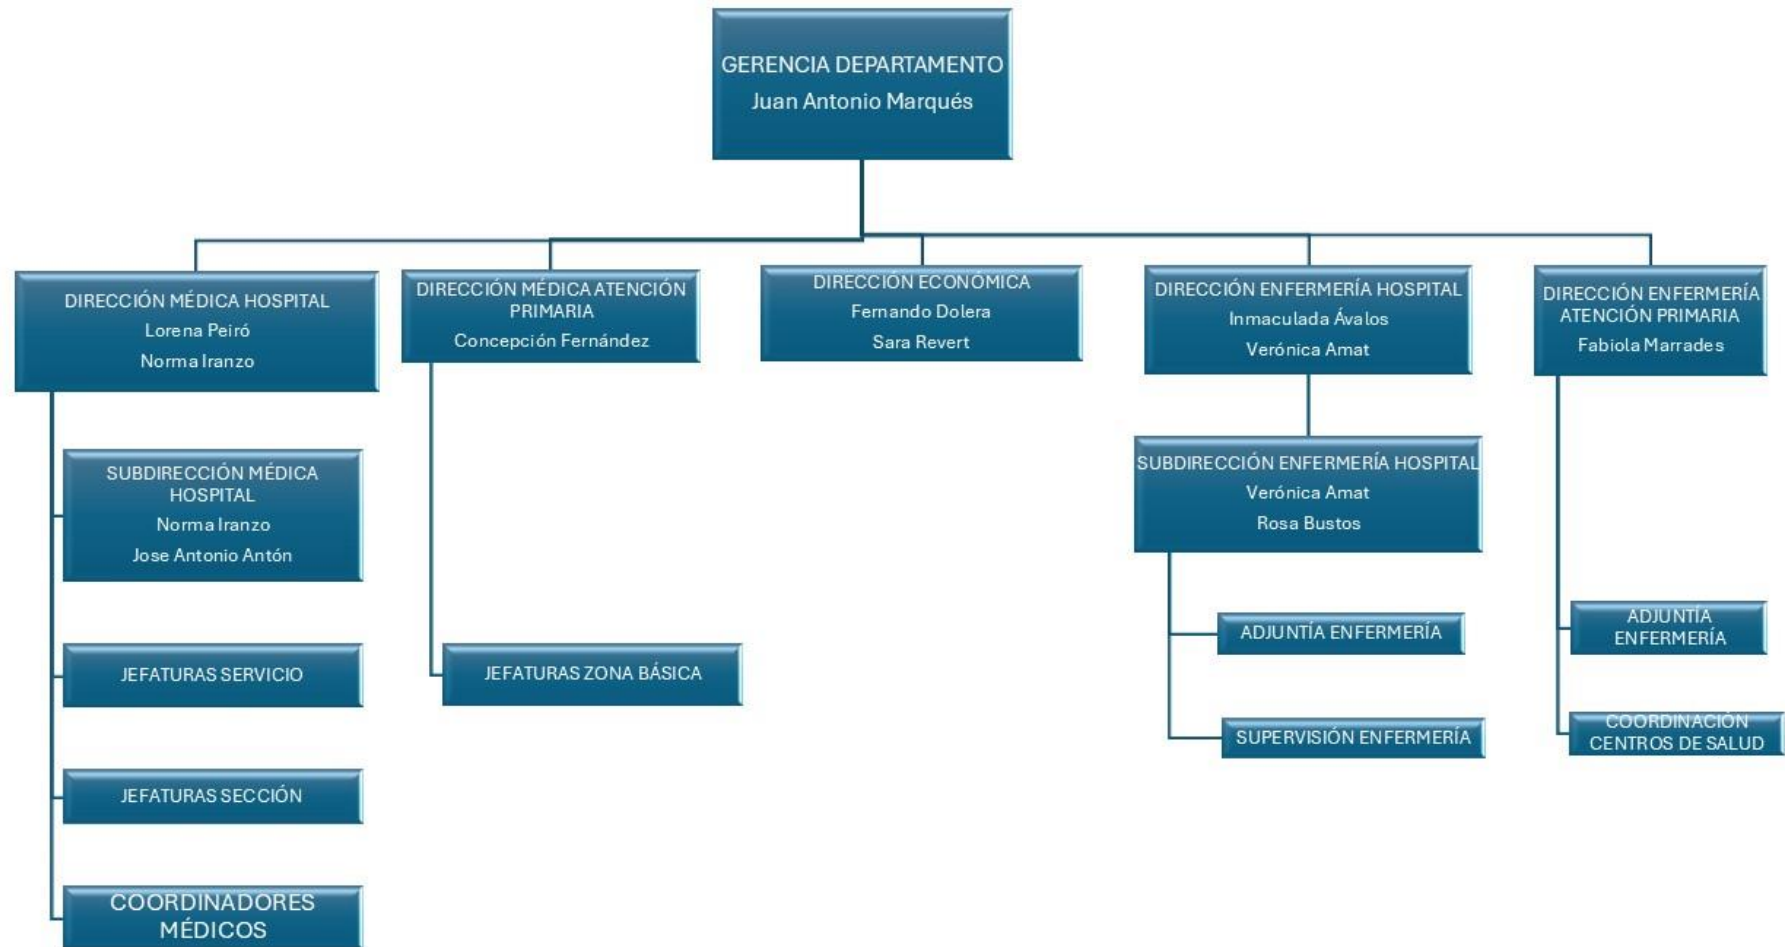 GERENCIA DEPARTAMENTO
Juan Antonio Marqués
DIRECCIÓN MÉDICA HOSPITAL
Lorena Peiró
Norma Iranzo
DIRECCIÓN MÉDICA ATENCIÓN
PRIMARIA
Concepción Fernández
DIRECCIÓN ECONÓMICA
Fernando Dolera
Sara Revert
DIRECCIÓN ENFERMERÍA HOSPITAL
Inmaculada Ávalos
Verónica Amat
DIRECCIÓN ENFERMERÍA
ATENCIÓN PRIMARIA
Fabiola Marrades
SUBDIRECCIÓN MÉDICA
HOSPITAL
Norma Iranzo
Jose Antonio Antón
SUBDIRECCIÓN ENFERMERÍA HOSPITAL
Verónica Amat
Rosa Bustos
JEFATURAS SERVICIO
JEFATURAS ZONA BÁSICA
ADJUNTÍA ENFERMERÍA
ADJUNTÍA
ENFERMERÍA
SUPERVISIÓN ENFERMERÍA
COORDINACIÓN
CENTROS DE SALUD
JEFATURAS SECCIÓN
COORDINADORES
MÉDICOS